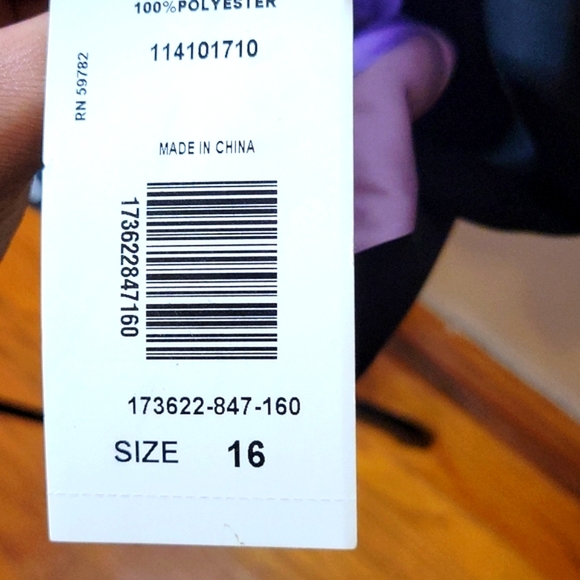 100%POLYESTER
114101710
RN 59782
MADE IN CHINA
173622847160
173622-847-160
SIZE 16